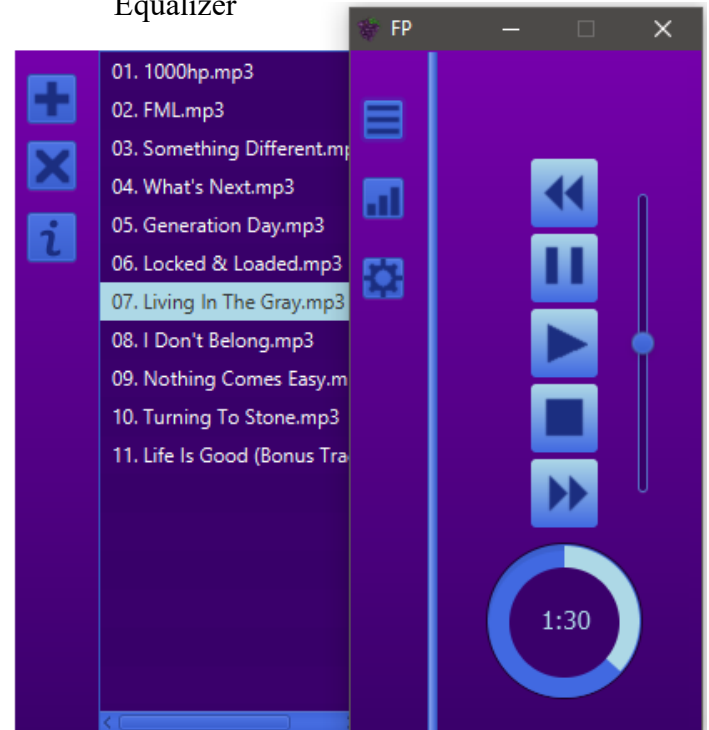 Equalizer
FP
01. 1000hp.mp3
02. FML.mp3
03. Something Different.mp
04. What's Next.mp3
05. Generation Day.mp3
06. Locked & Loaded.mp3
07. Living In The Gray.mp3
08. I Don't Belong.mp3
09. Nothing Comes Easy.m
10. Turning To Stone.mp3
11. Life Is Good (Bonus Tra
1:30